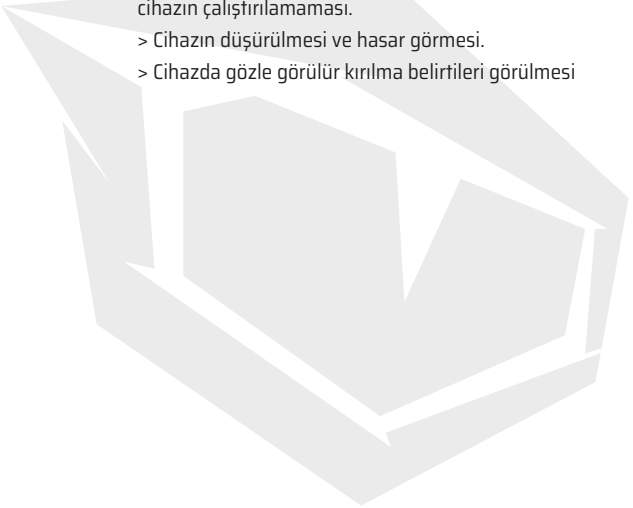 cihazın çalıştırılamaması.
> Cihazın düşürülmesi ve hasar görmesi.
> Cihazda gözle görülür kırılma belirtileri görülmesi